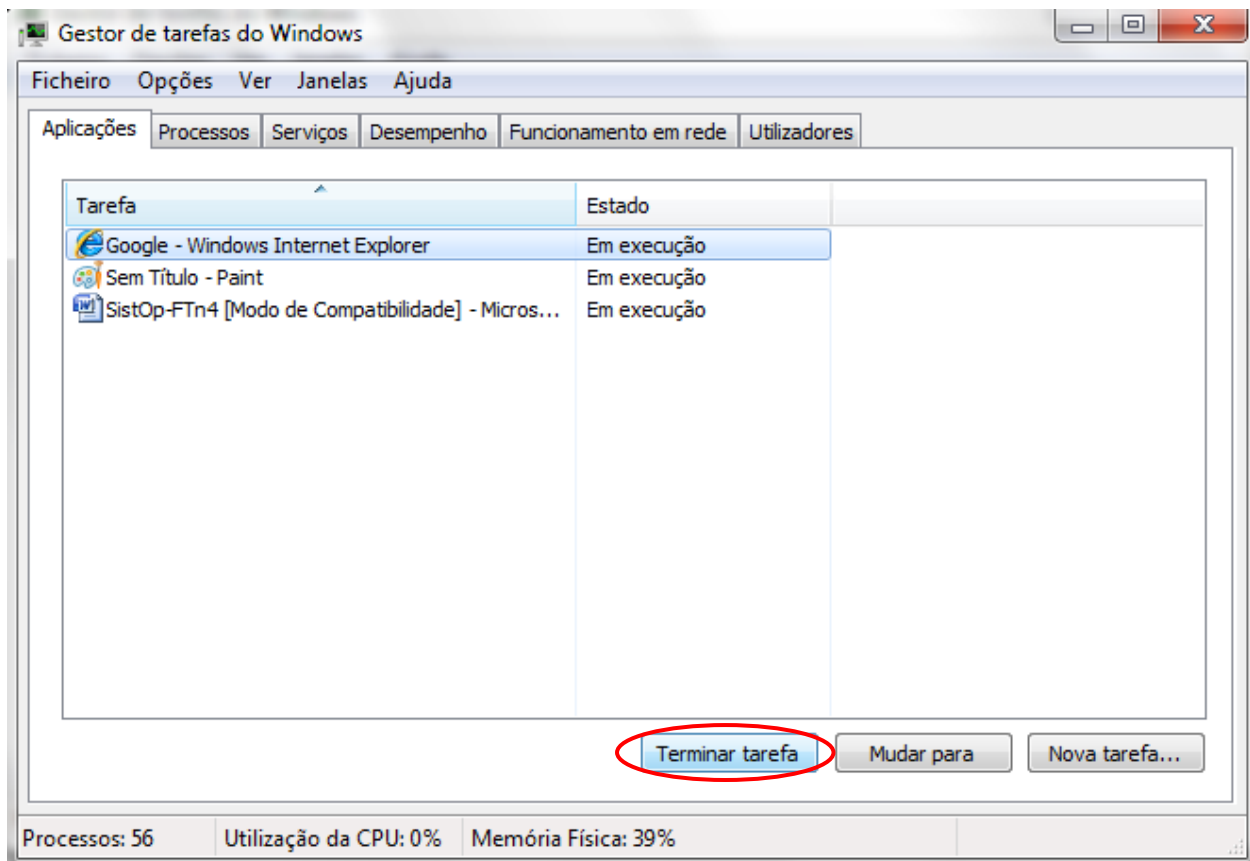 Gestor de tarefas do Windows
Ficheiro Opções Ver Janelas Ajuda
Aplicações Processos Serviços Desempenho Funcionamento em rede Utilizadores
Tarefa Estado
Google - Windows Internet Explorer Em execução
Sem Título - Paint Em execução
SistOp-FTn4 [Modo de Compatibilidade] - Micros... Em execução
Terminar tarefa Mudar para Nova tarefa...
Processos: 56 Utilização da CPU: 0% Memória Física: 39%